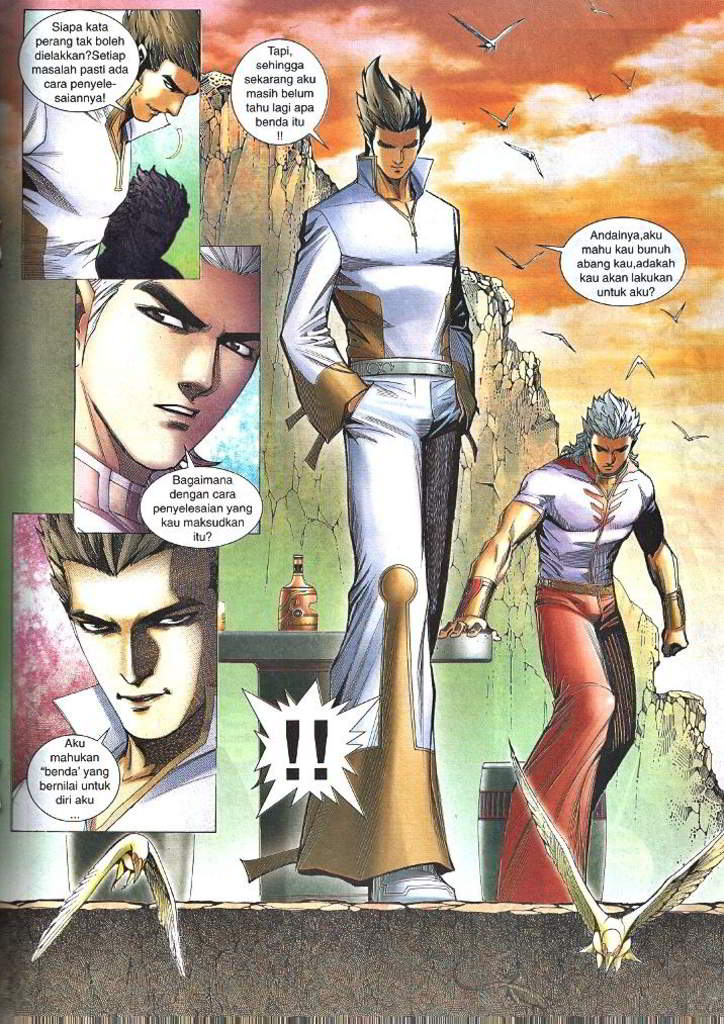 Siapa kata
perang tak boleh
dielakkan?Setiap
masalah pasti ada
cara penyele-
saiannya!
Bagaimana
dengan cara
penyelesaian yang
kau maksudkan
itu?
Aku
mahukan
"benda' yang
bernilai untuk
diri aku
...
Tapi,
sehingga
sekarang aku
masih belum
tahu lagi apa
benda itu
!!
Andainya,aku
mahu kau bunuh
abang kau,adakah
kau akan lakukan
untuk aku?
!!